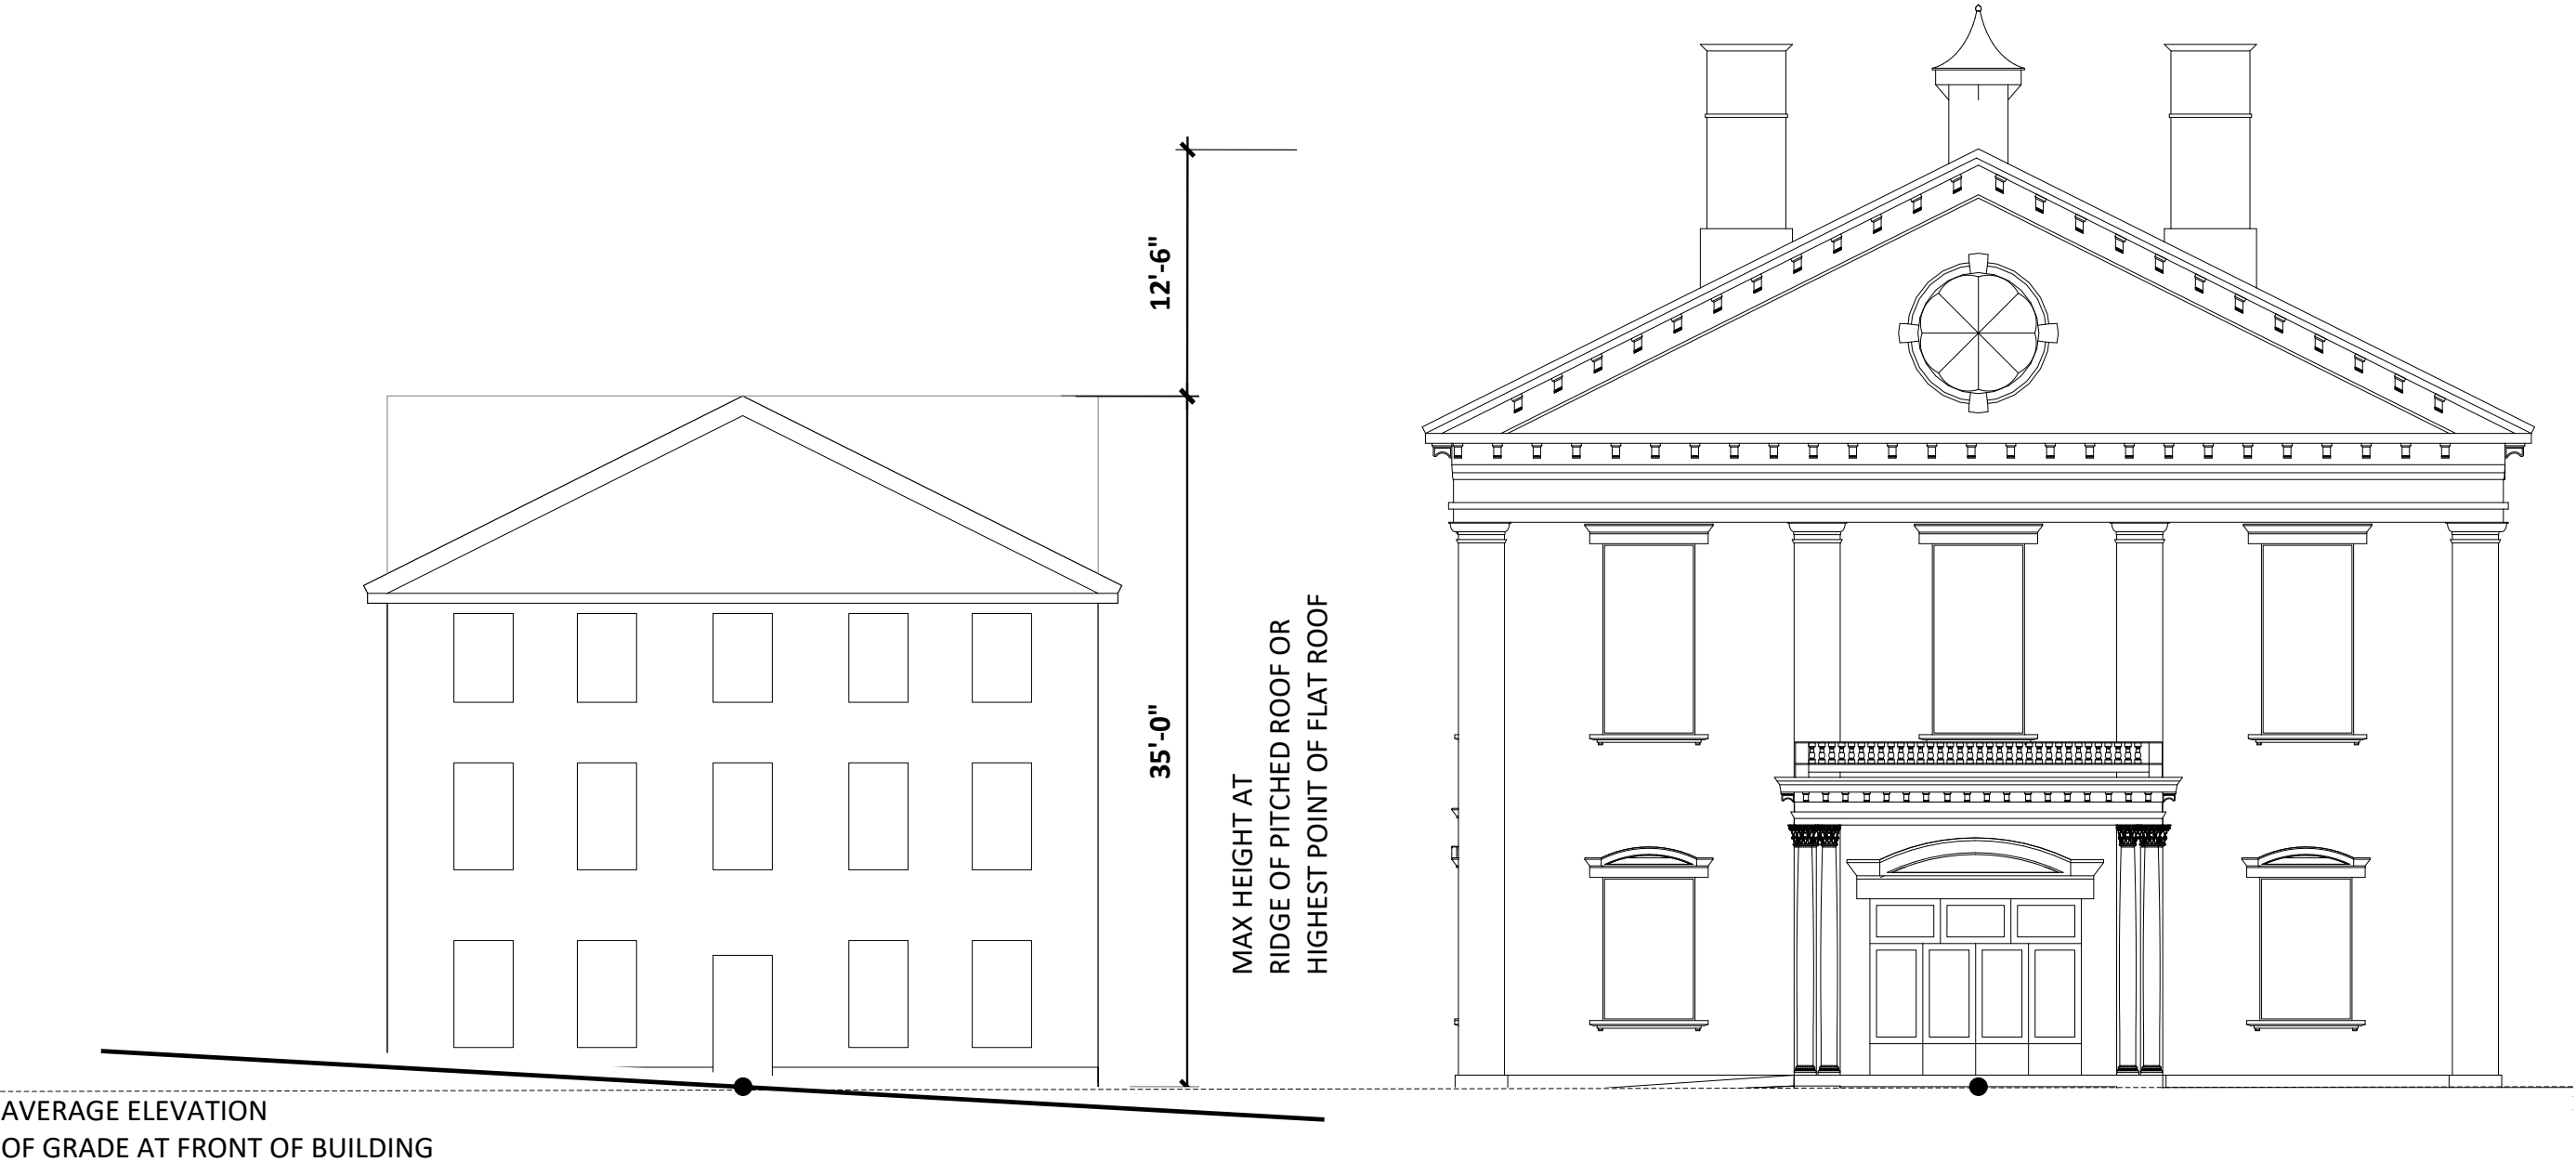 12'-6"
35'-0"
MAX HEIGHT AT
RIDGE OF PITCHED ROOF OR
HIGHEST POINT OF FLAT ROOF
AVERAGE ELEVATION
OF GRADE AT FRONT OF BUILDING